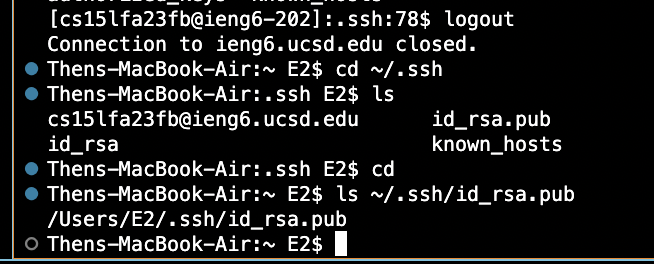 [cs15lfa23fb@ieng6-202]:.ssh:78$ logout
Connection to ieng6.ucsd.edu closed.
Thens-MacBook-Air:~ E2$ cd ~/.ssh
Thens-MacBook-Air:.ssh E2$ ls
cs15lfa23fb@ieng6.ucsd.edu id_rsa.pub
id_rsa known_hosts
Thens-MacBook-Air:.ssh E2$ cd
Thens-MacBook-Air:~ E2$ ls ~/.ssh/id_rsa.pub
/Users/E2/.ssh/id_rsa.pub
Thens-MacBook-Air:~ E2$